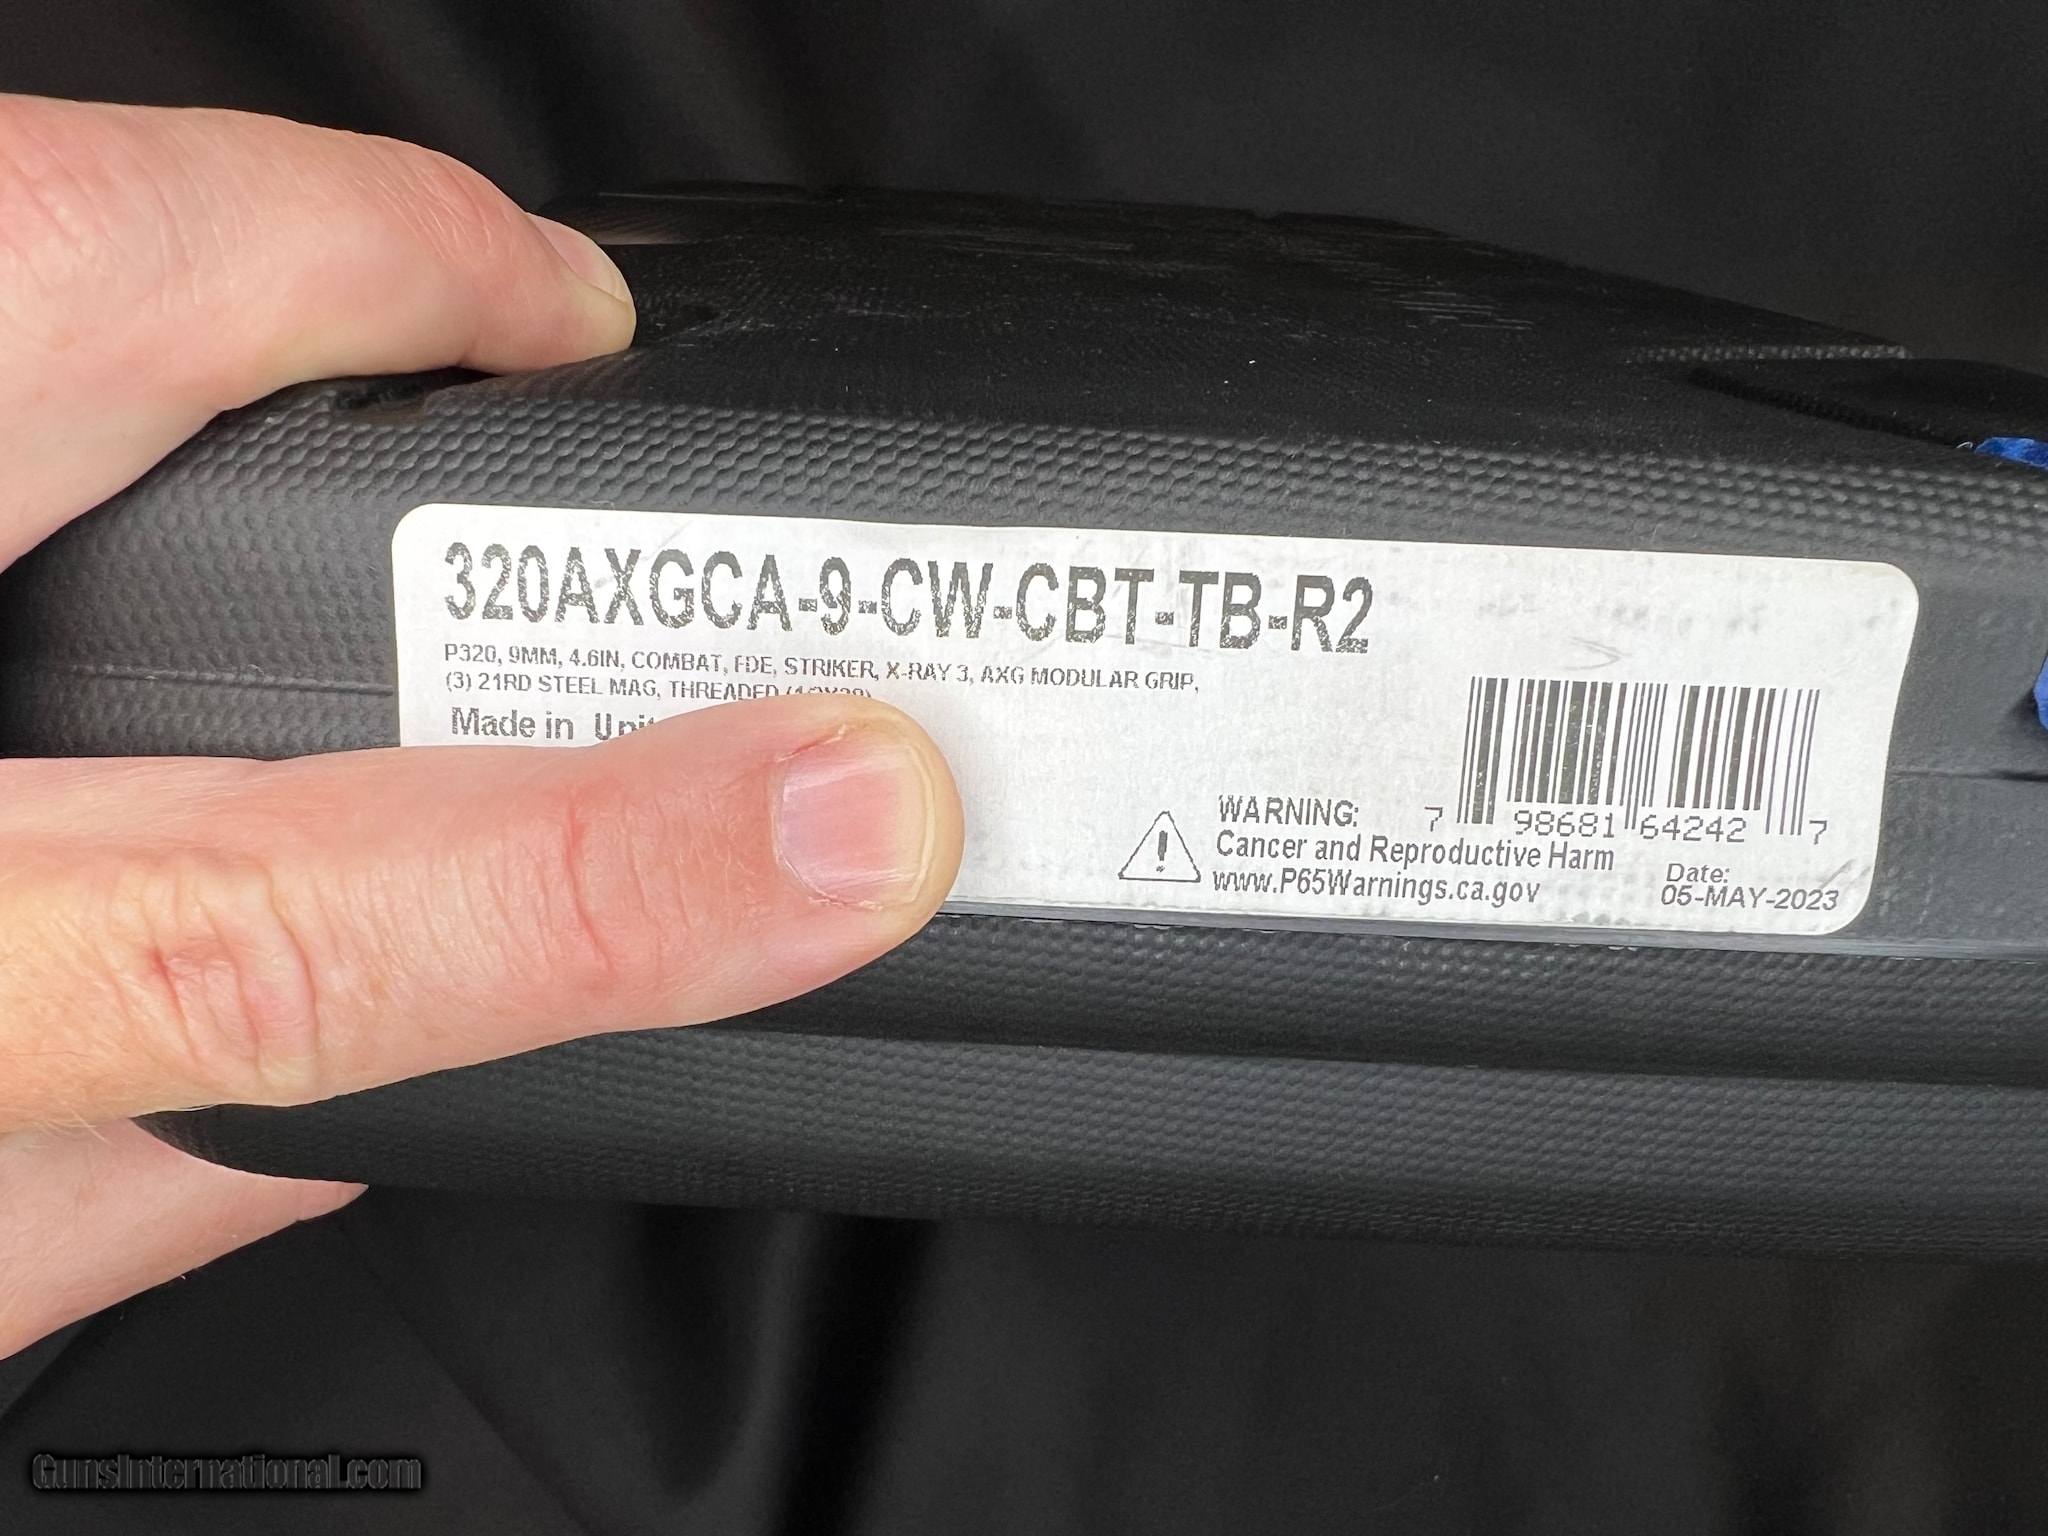 320AXGCA-9-CW-CBT-TB-R2
P320, 9MM, 4.6IN, COMBAT, FDE, STRIKER, X-RAY 3, AXG MODULAR GRIP,
(3) 21RD STEEL MAG, THREADED
Made in
WARNING:
Cancer and Reproductive Harm
www.P65Warnings.ca.gov
7 98681 64242 7
Date:
05-MAY-2023
GunsInternational.com